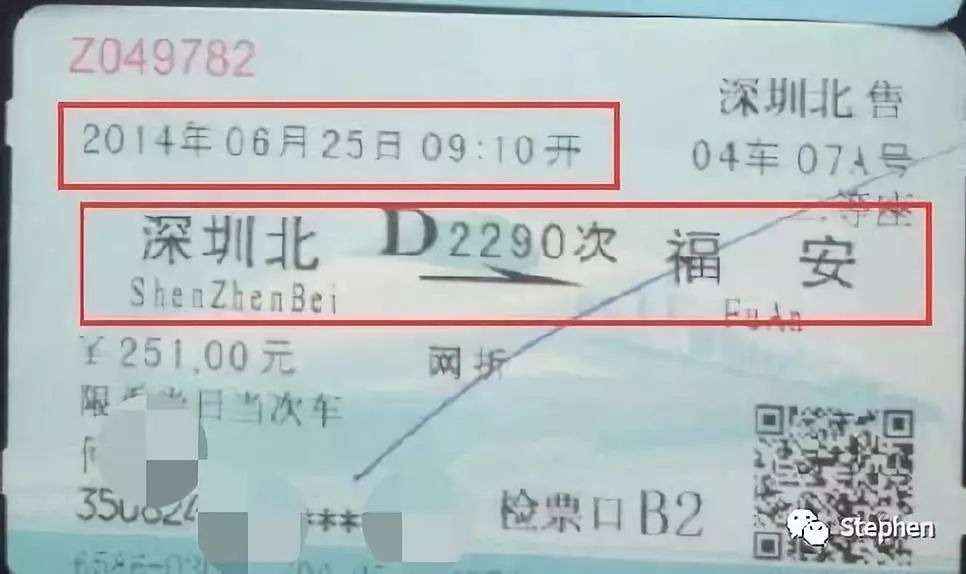 Z049782
深圳北售
2014年06月25日 09:10开
04车 07A号
二等座
深圳北 D2290次 福安
ShenZhenBei FuAn
￥251.00元 网折
限 当日当次车
***
检票口B2
Stephen